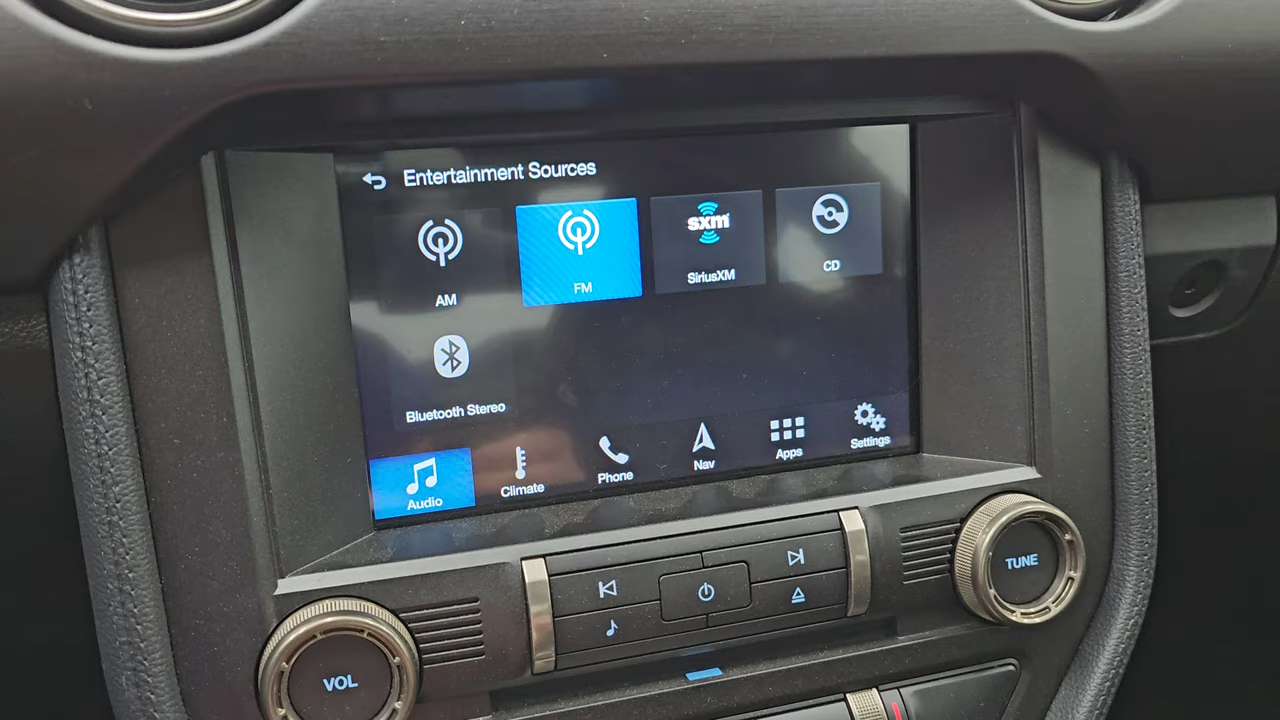 Entertainment Sources
AM
FM
sxm
SiriusXM
CD
Bluetooth Stereo
Audio
Climate
Phone
Nav
Apps
Settings
VOL
TUNE